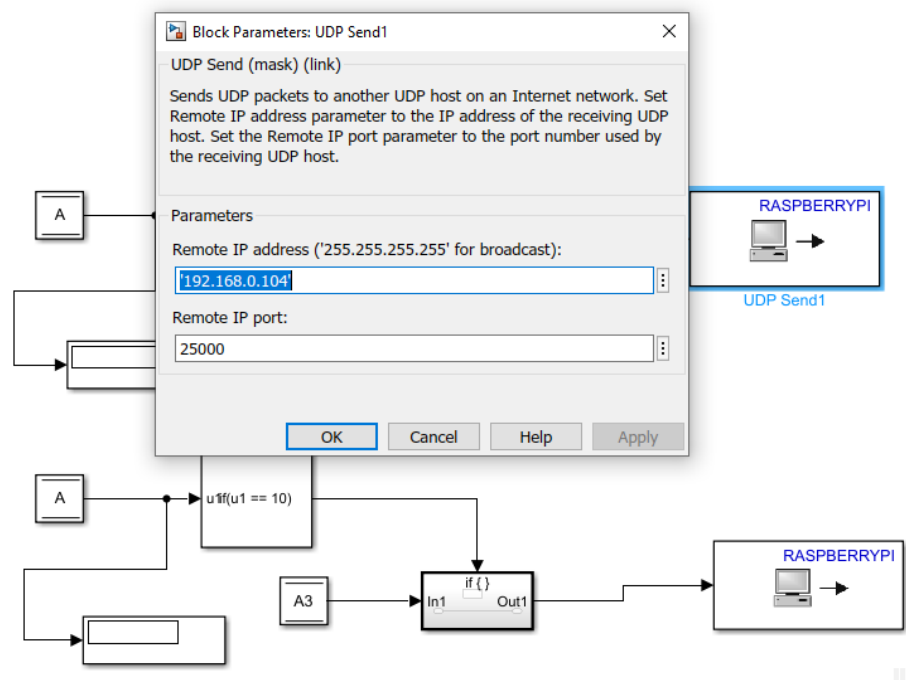 Block Parameters: UDP Send1
UDP Send (mask) (link)
Sends UDP packets to another UDP host on an Internet network. Set
Remote IP address parameter to the IP address of the receiving UDP
host. Set the Remote IP port parameter to the port number used by
the receiving UDP host.
Parameters
Remote IP address ('255.255.255.255' for broadcast):
'192.168.0.104'
Remote IP port:
25000
OK Cancel Help Apply
A
RASPBERRYPI
UDP Send1
A
u1 if(u1 == 10)
RASPBERRYPI
A3
if { }
In1 Out1